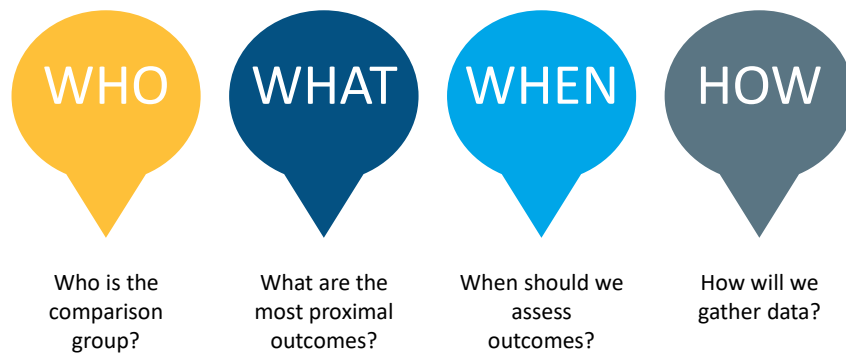 WHO
WHAT
WHEN
HOW
Who is the
comparison
group?
What are the
most proximal
outcomes?
When should we
assess
outcomes?
How will we
gather data?